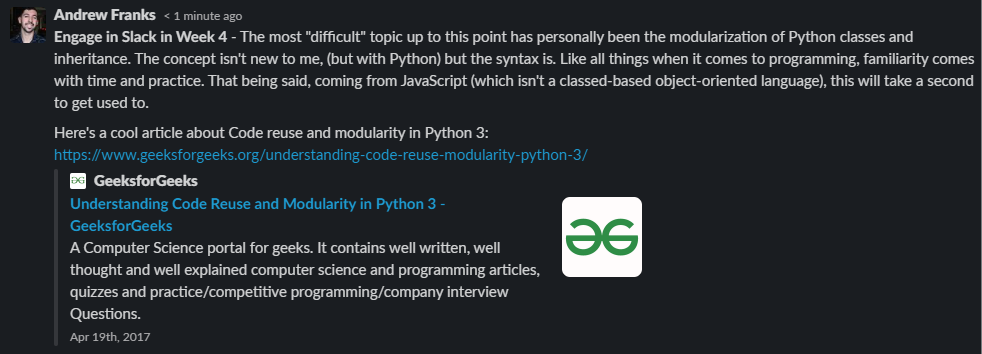 Andrew Franks < 1 minute ago
Engage in Slack in Week 4 - The most "difficult" topic up to this point has personally been the modularization of Python classes and
inheritance. The concept isn't new to me, (but with Python) but the syntax is. Like all things when it comes to programming, familiarity comes
with time and practice. That being said, coming from JavaScript (which isn't a classed-based object-oriented language), this will take a second
to get used to.
Here's a cool article about Code reuse and modularity in Python 3:
https://www.geeksforgeeks.org/understanding-code-reuse-modularity-python-3/
GeeksforGeeks
Understanding Code Reuse and Modularity in Python 3 -
GeeksforGeeks
A Computer Science portal for geeks. It contains well written, well
thought and well explained computer science and programming articles,
quizzes and practice/competitive programming/company interview
Questions.
Apr 19th, 2017